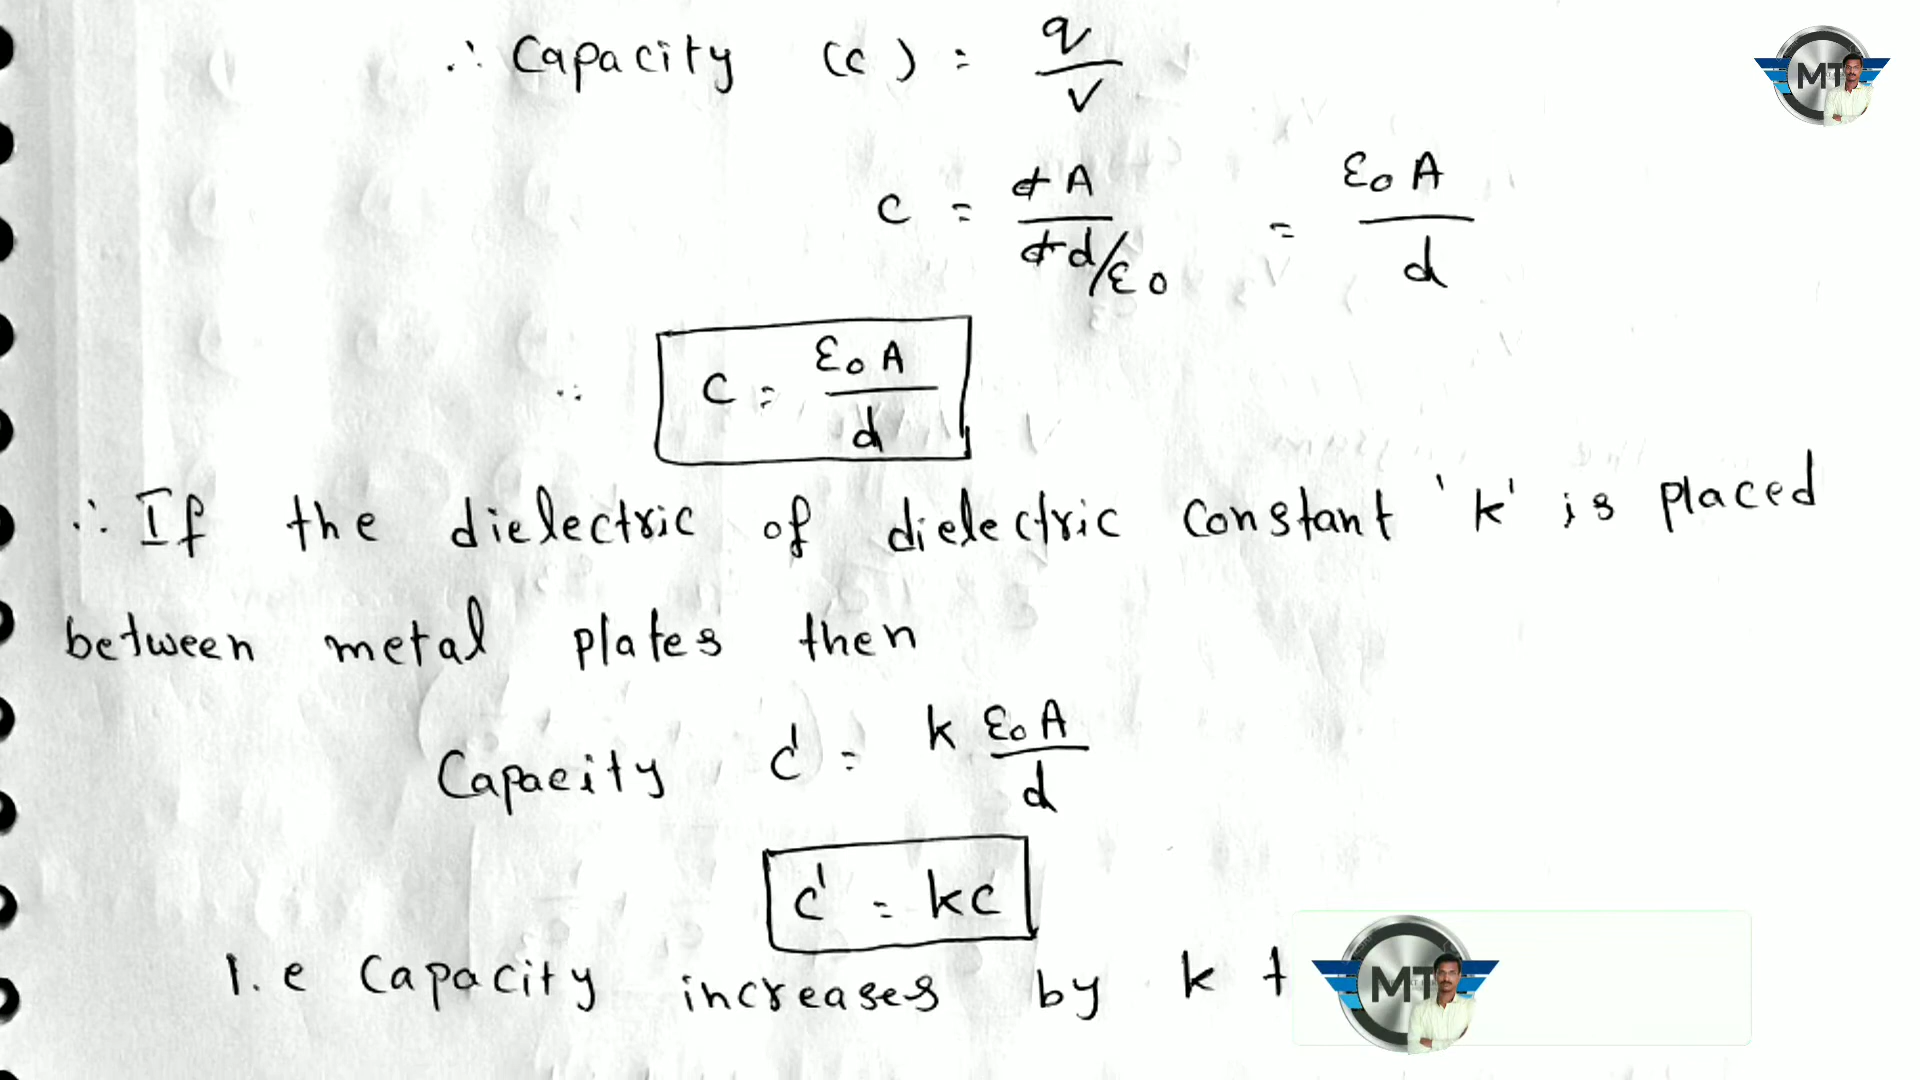 ∴ Capacity (c) = q/V
c = σA / σd/ε₀ = ε₀A / d
∴ C = ε₀A / d
∴ If the dielectric of dielectric constant 'k' is placed
between metal plates then
Capacity c' = k ε₀A / d
c' = kc
I.e Capacity increases by k t
MT
MT